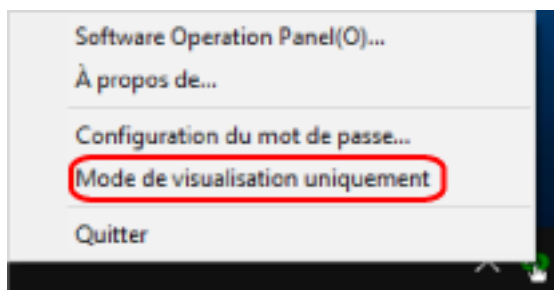 Software Operation Panel(O)...
À propos de...
Configuration du mot de passe...
Mode de visualisation uniquement
Quitter